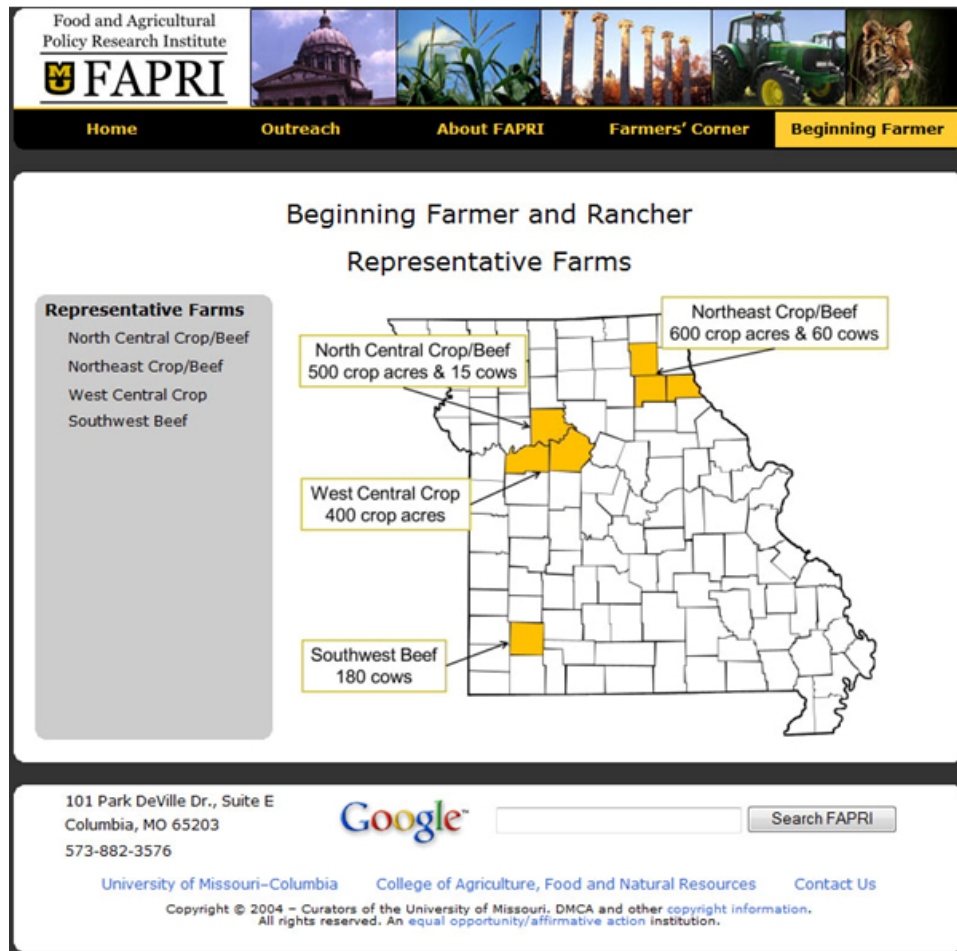 Food and Agricultural
Policy Research Institute
MU FAPRI
Home
Outreach
About FAPRI
Farmers' Corner
Beginning Farmer
Beginning Farmer and Rancher
Representative Farms
Representative Farms
North Central Crop/Beef
Northeast Crop/Beef
West Central Crop
Southwest Beef
Northeast Crop/Beef
600 crop acres & 60 cows
North Central Crop/Beef
500 crop acres & 15 cows
West Central Crop
400 crop acres
Southwest Beef
180 cows
101 Park DeVille Dr., Suite E
Columbia, MO 65203
573-882-3576
Google™
Search FAPRI
University of Missouri–Columbia
College of Agriculture, Food and Natural Resources
Contact Us
Copyright © 2004 – Curators of the University of Missouri. DMCA and other copyright information.
All rights reserved. An equal opportunity/affirmative action institution.